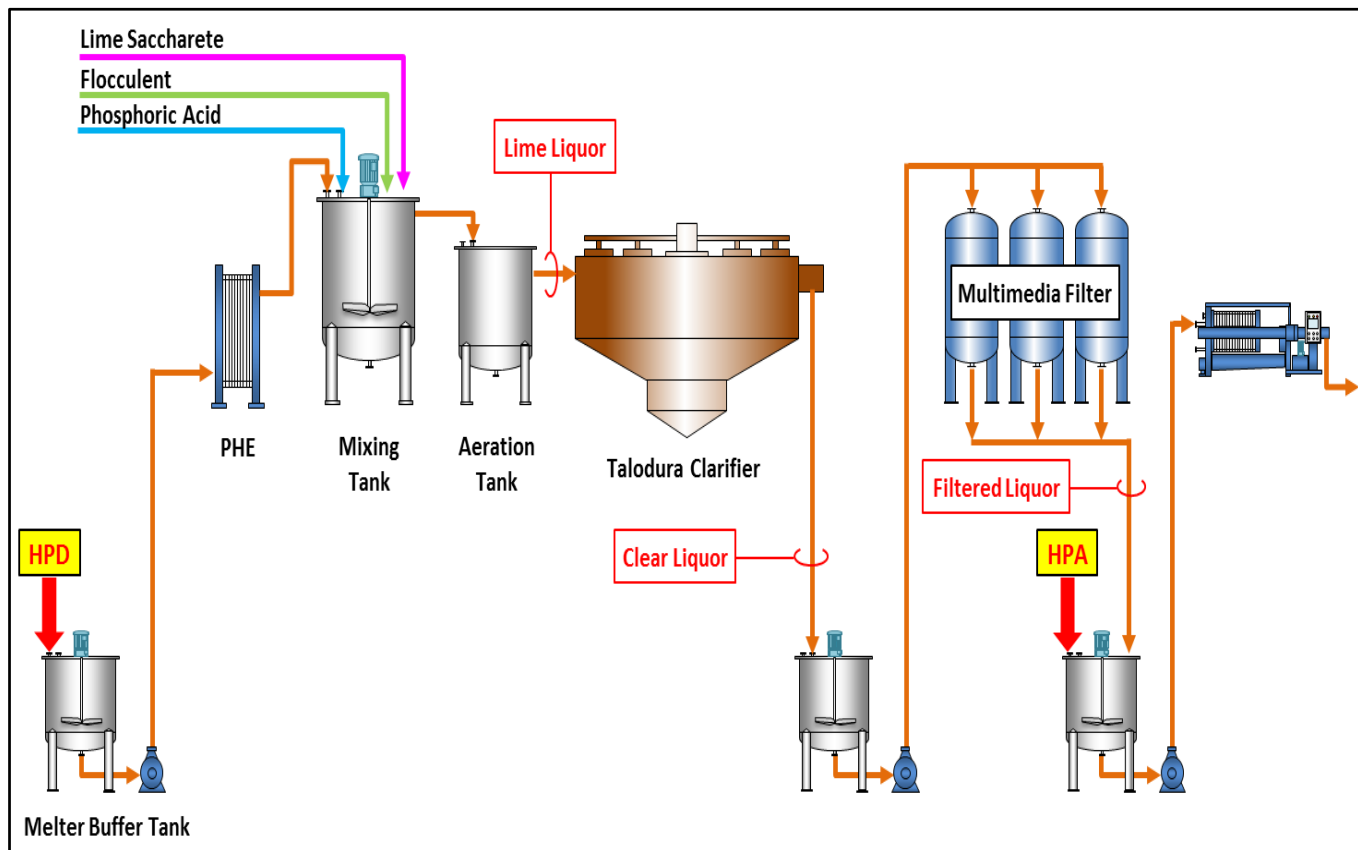 Lime Saccharete
Flocculent
Phosphoric Acid
Lime Liquor
Multimedia Filter
PHE
Mixing
Tank
Aeration
Tank
Talodura Clarifier
Filtered Liquor
HPD
Clear Liquor
HPA
Melter Buffer Tank